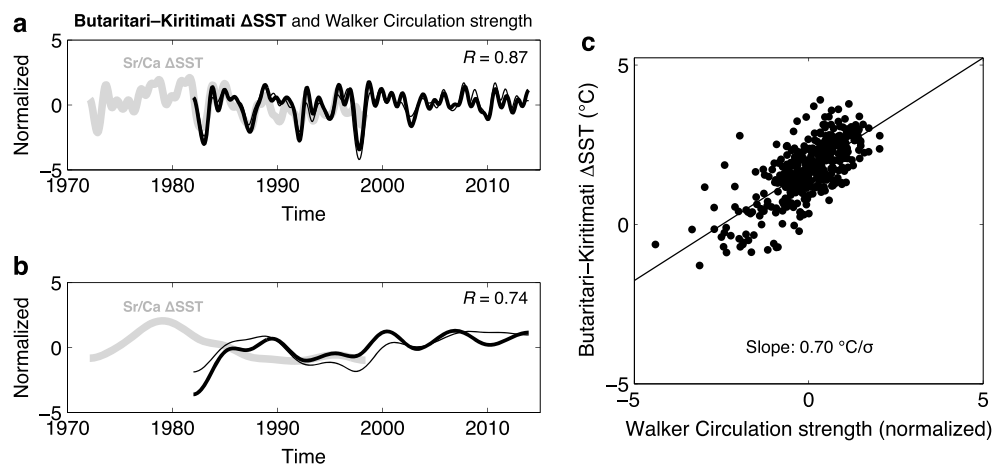 a
Butaritari–Kiritimati ΔSST and Walker Circulation strength
5
0
−5
Normalized
Sr/Ca ΔSST
R = 0.87
1970
1980
1990
2000
2010
Time
b
5
0
−5
Normalized
Sr/Ca ΔSST
R = 0.74
1970
1980
1990
2000
2010
Time
c
5
0
−5
Butaritari–Kiritimati ΔSST (°C)
Slope: 0.70 °C/σ
−5
0
5
Walker Circulation strength (normalized)